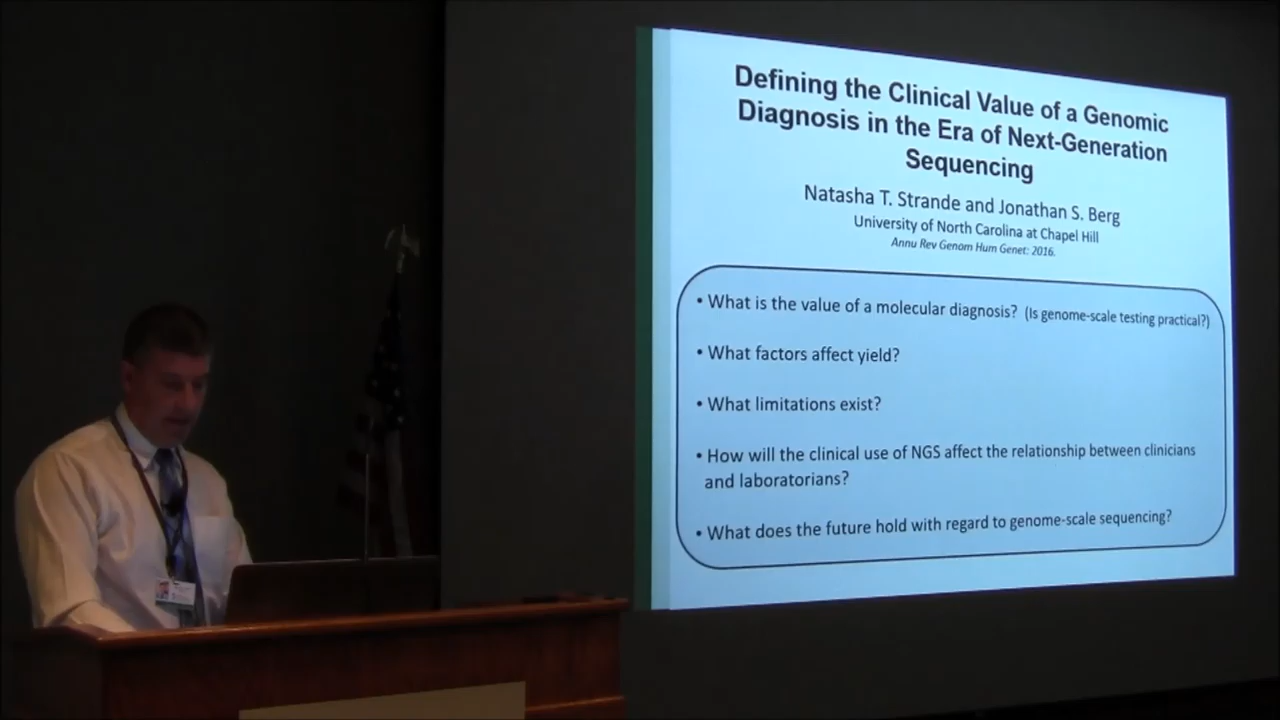 Defining the Clinical Value of a Genomic
Diagnosis in the Era of Next-Generation
Sequencing
Natasha T. Strande and Jonathan S. Berg
University of North Carolina at Chapel Hill
Annu Rev Genom Hum Genet: 2016.
• What is the value of a molecular diagnosis? (Is genome-scale testing practical?)
• What factors affect yield?
• What limitations exist?
• How will the clinical use of NGS affect the relationship between clinicians
and laboratorians?
• What does the future hold with regard to genome-scale sequencing?